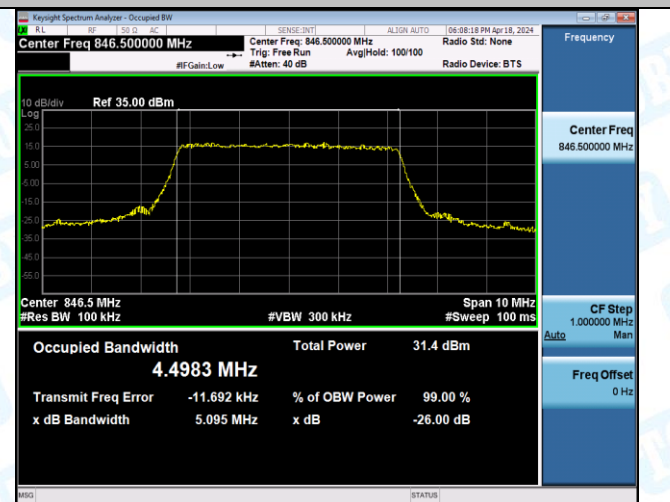 Keysight Spectrum Analyzer - Occupied BW
RL RF 50 Ω AC SENSE:INT ALIGN AUTO 06:08:18 PM Apr 18, 2024
Center Freq 846.500000 MHz Center Freq: 846.500000 MHz Radio Std: None Frequency
Trig: Free Run Avg|Hold: 100/100
#IFGain:Low #Atten: 40 dB Radio Device: BTS
10 dB/div Ref 35.00 dBm
Log
25.0
15.0
5.00
-5.00
-15.0
-25.0
-35.0
-45.0
-55.0
Center Freq
846.500000 MHz
Center 846.5 MHz Span 10 MHz
#Res BW 100 kHz #VBW 300 kHz #Sweep 100 ms
CF Step
1.000000 MHz
Auto Man
Occupied Bandwidth Total Power 31.4 dBm
4.4983 MHz
Freq Offset
0 Hz
Transmit Freq Error -11.692 kHz % of OBW Power 99.00 %
x dB Bandwidth 5.095 MHz x dB -26.00 dB
MSG STATUS